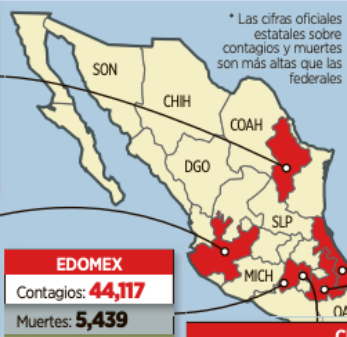 * Las cifras oficiales
estatales sobre
contagios y muertes
son más altas que las
federales
SON
CHIH
COAH
DGO
SLP
MICH
EDOMEX
Contagios: 44,117
Muertes: 5,439